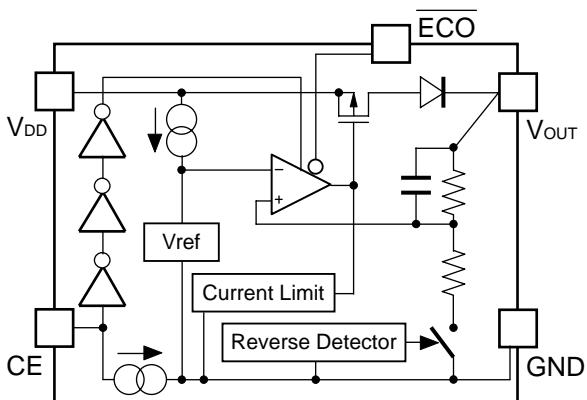 ECO
VDD
VOUT
−
+
Vref
Current Limit
Reverse Detector
CE
GND